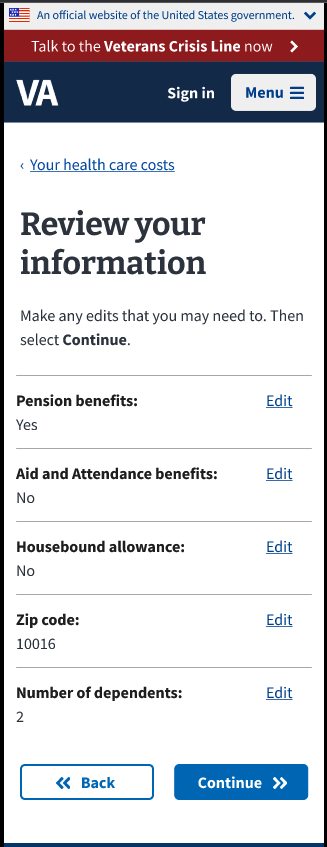 An official website of the United States government.
Talk to the Veterans Crisis Line now
VA
Sign in
Menu
‹ Your health care costs
Review your
information
Make any edits that you may need to. Then
select Continue.
Pension benefits:
Edit
Yes
Aid and Attendance benefits:
Edit
No
Housebound allowance:
Edit
No
Zip code:
Edit
10016
Number of dependents:
Edit
2
Back
Continue